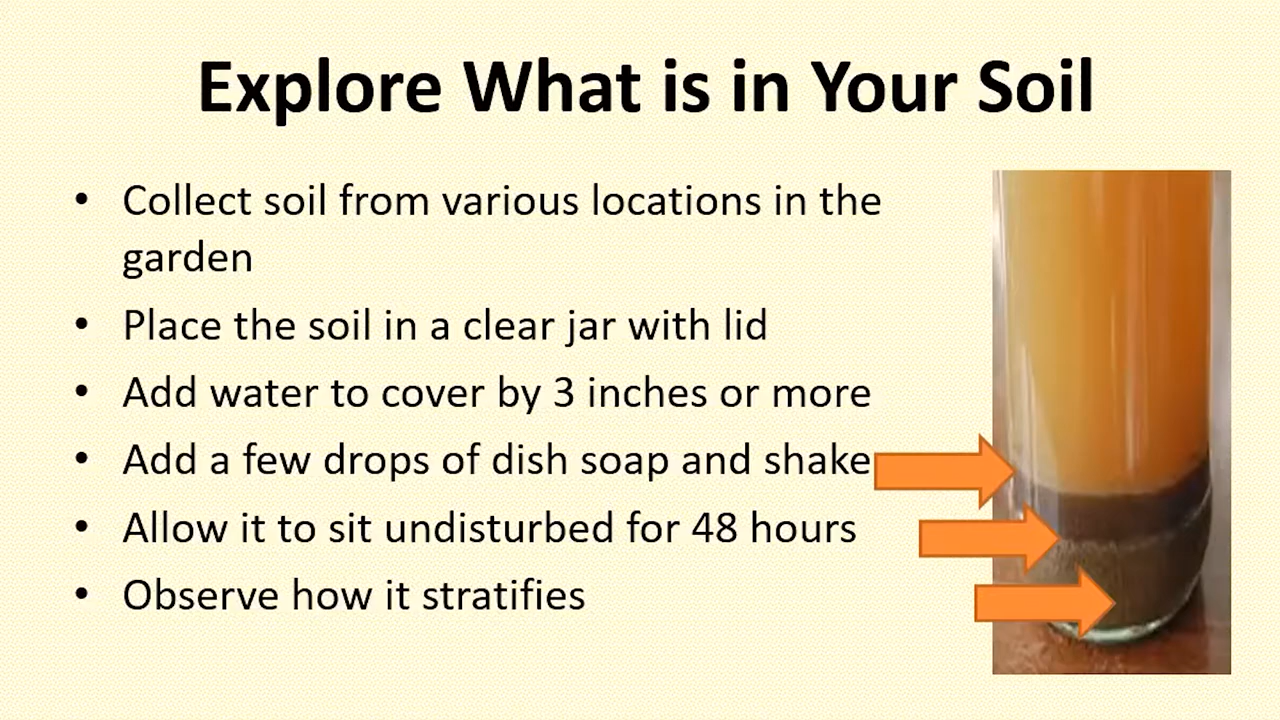 Explore What is in Your Soil
• Collect soil from various locations in the
garden
• Place the soil in a clear jar with lid
• Add water to cover by 3 inches or more
• Add a few drops of dish soap and shake
• Allow it to sit undisturbed for 48 hours
• Observe how it stratifies